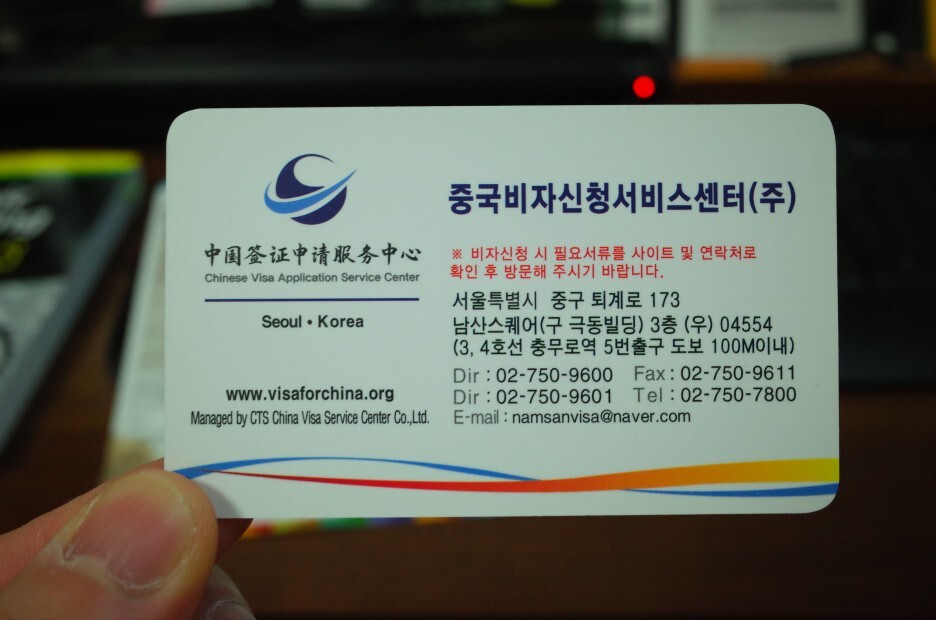 中国签证申请服务中心
Chinese Visa Application Service Center
Seoul • Korea
www.visaforchina.org
Managed by CTS China Visa Service Center Co.,Ltd.
중국비자신청서비스센터(주)
※ 비자신청 시 필요서류를 사이트 및 연락처로
확인 후 방문해 주시기 바랍니다.
서울특별시 중구 퇴계로 173
남산스퀘어(구 극동빌딩) 3층 (우) 04554
(3, 4호선 충무로역 5번출구 도보 100M이내)
Dir : 02-750-9600 Fax : 02-750-9611
Dir : 02-750-9601 Tel : 02-750-7800
E-mail : namsanvisa@naver.com